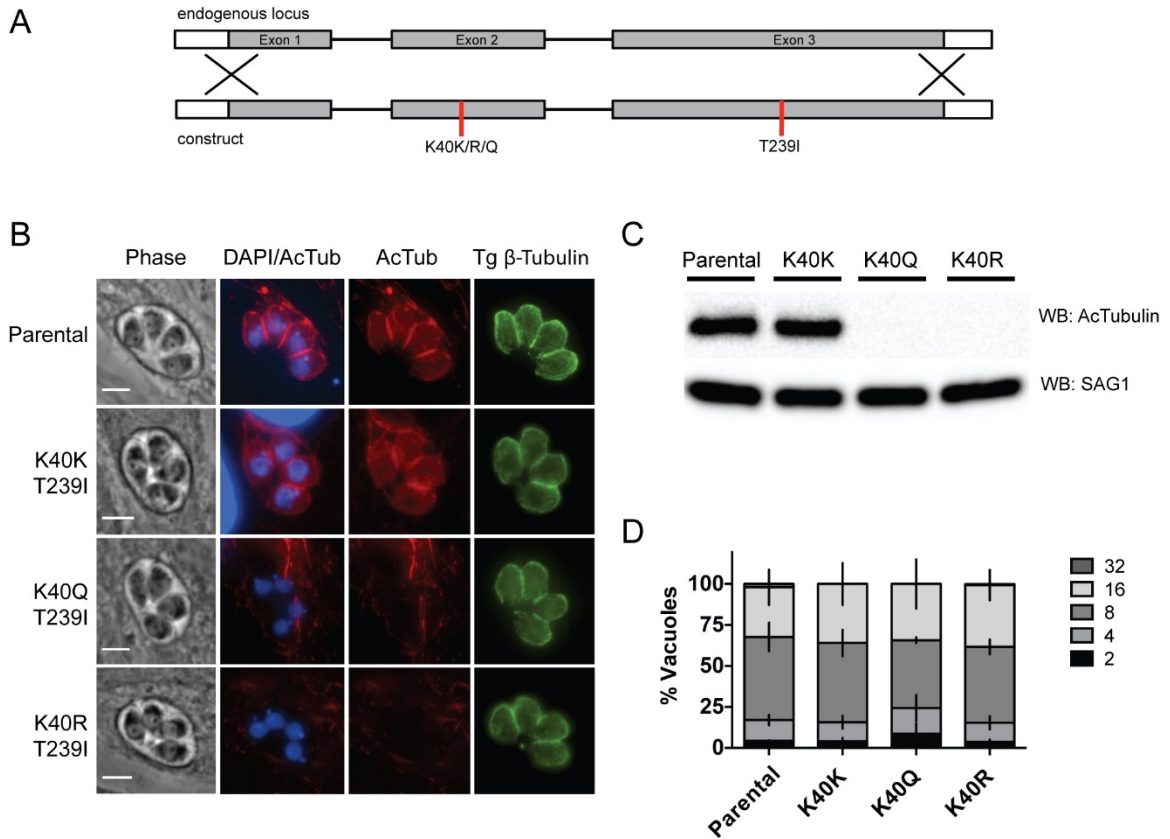 A
endogenous locus
Exon 1 Exon 2 Exon 3
construct
K40K/R/Q T239I
B
Phase DAPI/AcTub AcTub Tg β-Tubulin
Parental
K40K
T239I
K40Q
T239I
K40R
T239I
C
Parental K40K K40Q K40R
WB: AcTubulin
WB: SAG1
D
% Vacuoles
100
75
50
25
0
Parental K40K K40Q K40R
32
16
8
4
2